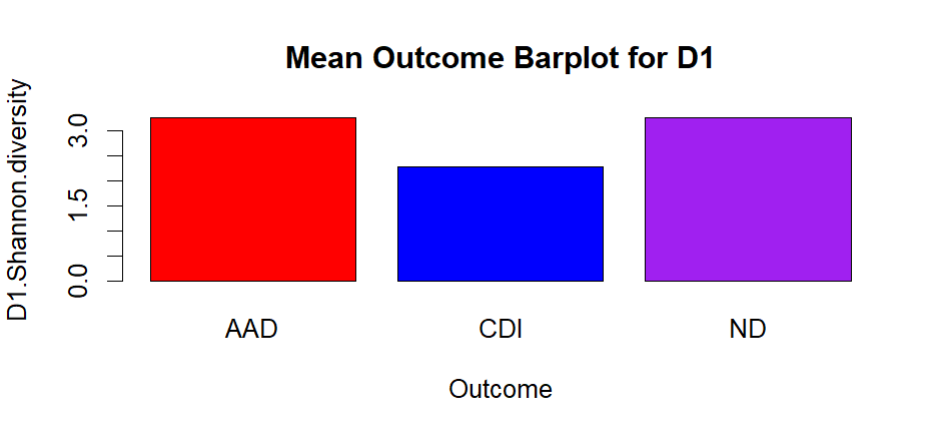 Mean Outcome Barplot for D1
D1.Shannon.diversity
3.0
1.5
0.0
AAD CDI ND
Outcome